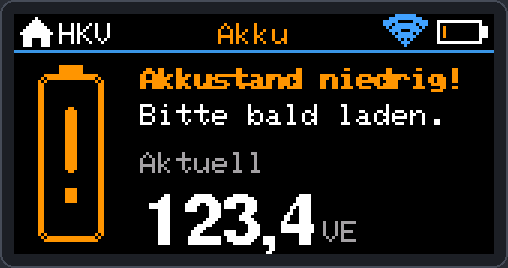 HKV Akku
Akkustand niedrig!
Bitte bald laden.
Aktuell
123,4 VE